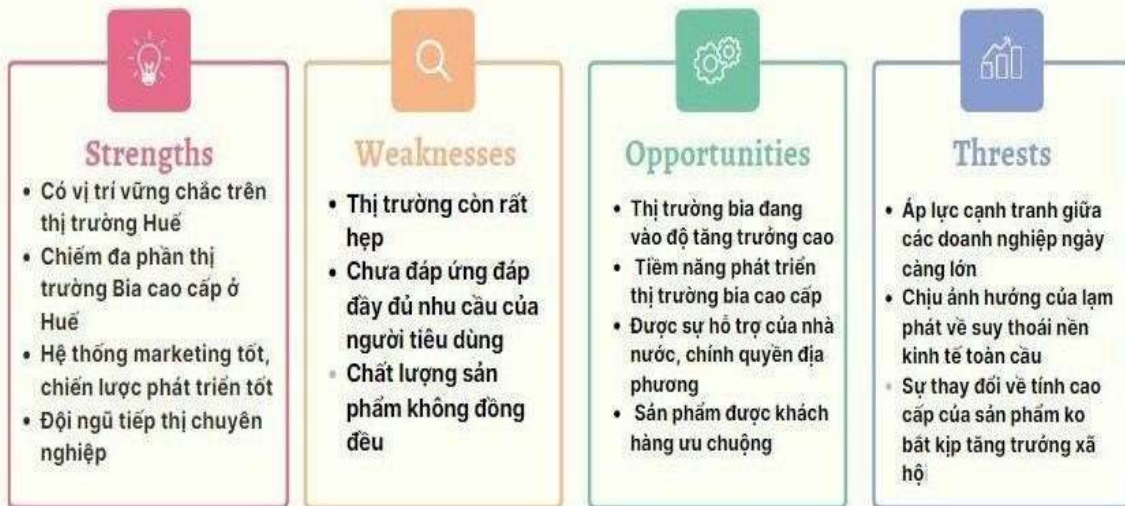 Strengths
• Có vị trí vững chắc trên
thị trường Huế
• Chiếm đa phần thị
trường Bia cao cấp ở
Huế
• Hệ thống marketing tốt,
chiến lược phát triển tốt
• Đội ngũ tiếp thị chuyên
nghiệp
Weaknesses
• Thị trường còn rất
hẹp
• Chưa đáp ứng đáp
đầy đủ nhu cầu của
người tiêu dùng
• Chất lượng sản
phẩm không đồng
đều
Opportunities
• Thị trường bia đang
vào độ tăng trưởng cao
• Tiềm năng phát triển
thị trường bia cao cấp
• Được sự hỗ trợ của nhà
nước, chính quyền địa
phương
• Sản phẩm được khách
hàng ưu chuộng
Thrests
• Áp lực cạnh tranh giữa
các doanh nghiệp ngày
càng lớn
• Chịu ảnh hưởng của lạm
phát về suy thoái nền
kinh tế toàn cầu
• Sự thay đổi về tính cao
cấp của sản phẩm ko
bắt kịp tăng trưởng xã
hộ